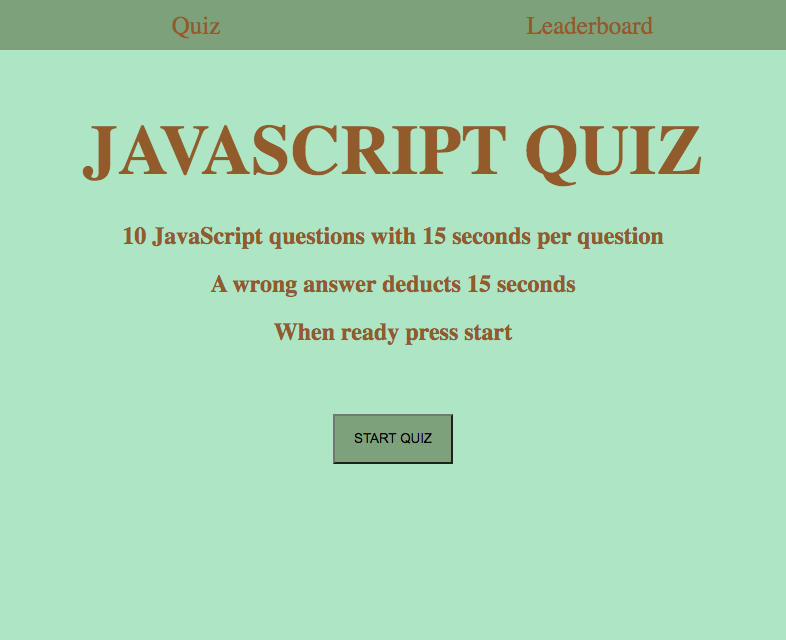 Quiz Leaderboard
JAVASCRIPT QUIZ
10 JavaScript questions with 15 seconds per question
A wrong answer deducts 15 seconds
When ready press start
START QUIZ